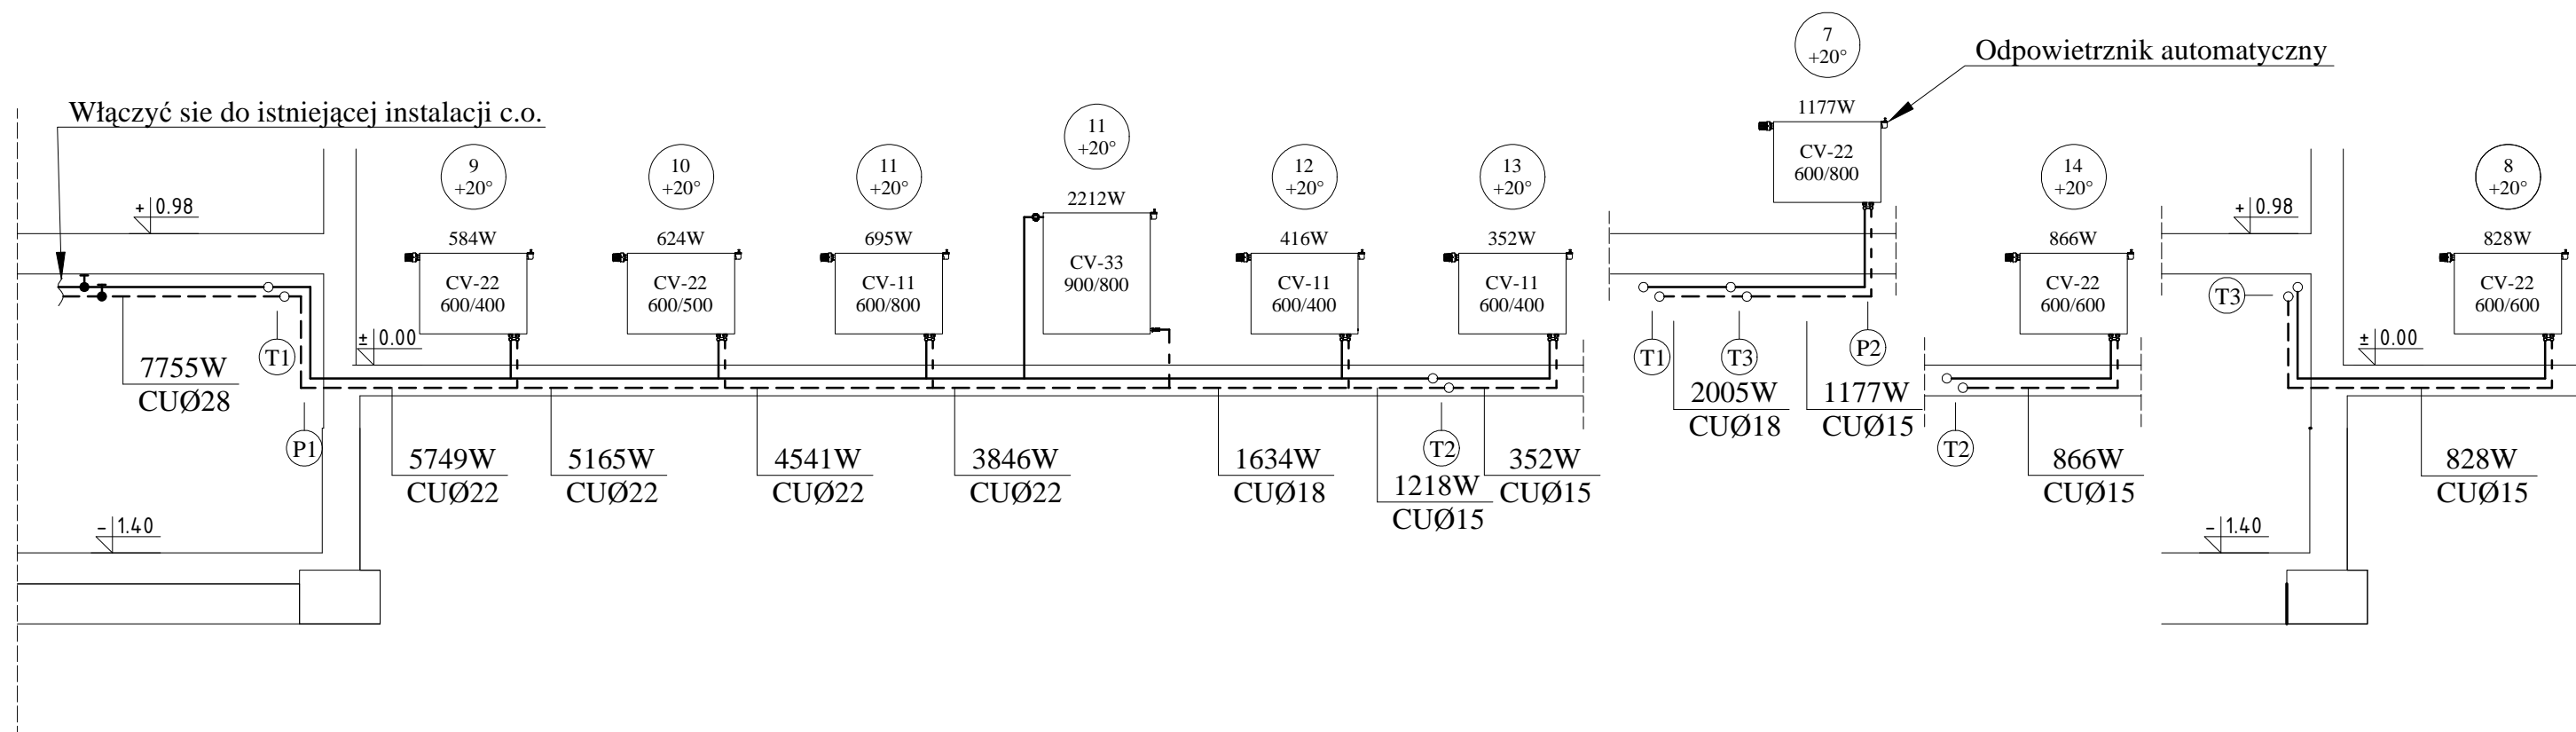 Włączyć sie do istniejącej instalacji c.o.
+ 0.98
7755W
CUØ28
T1
P1
- 1.40
± 0.00
9
+20°
584W
CV-22
600/400
5749W
CUØ22
10
+20°
624W
CV-22
600/500
5165W
CUØ22
11
+20°
695W
CV-11
600/800
4541W
CUØ22
11
+20°
2212W
CV-33
900/800
3846W
CUØ22
12
+20°
416W
CV-11
600/400
1634W
CUØ18
13
+20°
352W
CV-11
600/400
1218W
CUØ15
T2
352W
CUØ15
7
+20°
1177W
CV-22
600/800
Odpowietrznik automatyczny
T1
T3
P2
2005W
CUØ18
1177W
CUØ15
14
+20°
866W
CV-22
600/600
T2
866W
CUØ15
+ 0.98
T3
± 0.00
- 1.40
8
+20°
828W
CV-22
600/600
828W
CUØ15